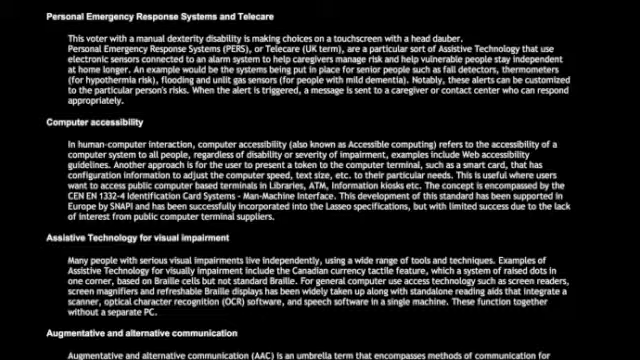 Personal Emergency Response Systems and Telecare
This voter with a manual dexterity disability is making choices on a touchscreen with a head dauber.
Personal Emergency Response Systems (PERS), or Telecare (UK term), are a particular sort of Assistive Technology that use
electronic sensors connected to an alarm system to help caregivers manage risk and help vulnerable people stay independent
at home longer. An example would be the systems being put in place for senior people such as fall detectors, thermometers
(for hypothermia risk), flooding and unlit gas sensors (for people with mild dementia). Notably, these alerts can be customized
to the particular person's risks. When the alert is triggered, a message is sent to a caregiver or contact center who can respond
appropriately.
Computer accessibility
In human-computer interaction, computer accessibility (also known as Accessible computing) refers to the accessibility of a
computer system to all people, regardless of disability or severity of impairment, examples include Web accessibility
guidelines. Another approach is for the user to present a token to the computer terminal, such as a smart card, that has
configuration information to adjust the computer speed, text size, etc. to their particular needs. This is useful where users
want to access public computer based terminals in Libraries, ATM, Information kiosks etc. The concept is encompassed by the
CEN EN 1332-4 Identification Card Systems - Man-Machine Interface. This development of this standard has been supported in
Europe by SNAPI and has been successfully incorporated into the Lasseo specifications, but with limited success due to the lack
of interest from public computer terminal suppliers.
Assistive Technology for visual impairment
Many people with serious visual impairments live independently, using a wide range of tools and techniques. Examples of
Assistive Technology for visually impairment include the Canadian currency tactile feature, which a system of raised dots in
one corner, based on Braille cells but not standard Braille. For general computer use access technology such as screen readers,
screen magnifiers and refreshable Braille displays has been widely taken up along with standalone reading aids that integrate a
scanner, optical character recognition (OCR) software, and speech software in a single machine. These function together
without a separate PC.
Augmentative and alternative communication
Augmentative and alternative communication (AAC) is an umbrella term that encompasses methods of communication for